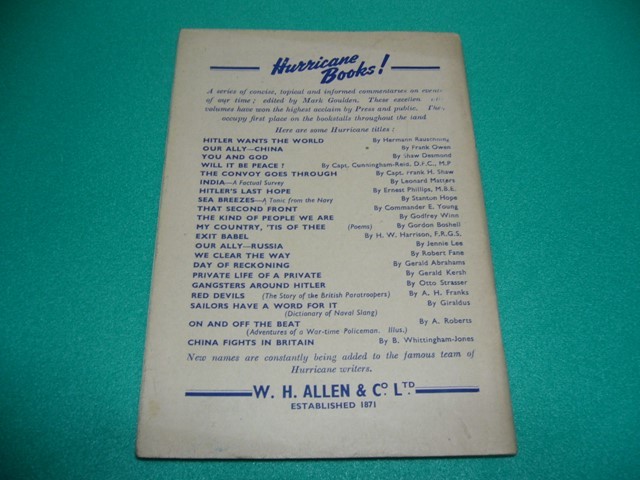 Hurricane
Books!
A series of concise, topical and informed commentaries on
of our time; edited by Mark Goulden. These
volumes have won the highest acclaim by Press and public.
occupy first place on the bookstalls throughout the land
Here are some Hurricane titles:
HITLER WANTS THE WORLD By Hermann Rauschning
OUR ALLY—CHINA By Frank Owen
YOU AND GOD By Shaw Desmond
WILL IT BE PEACE? By Capt. Cunningham-Reid, D.F.C., M.P
THE CONVOY GOES THROUGH By Capt. Frank H. Shaw
INDIA—A Factual Survey By Leonard Matters
HITLER'S LAST HOPE By Ernest Phillips, M.B.E.
SEA BREEZES—A Tonic from the Navy By Stanton Hope
THAT SECOND FRONT By Commander E. Young
THE KIND OF PEOPLE WE ARE By Godfrey Winn
MY COUNTRY, 'TIS OF THEE (Poems) By Gordon Boshell
EXIT BABEL By H. W. Harrison, F.R.G.S.
OUR ALLY—RUSSIA By Jennie Lee
WE CLEAR THE WAY By Robert Fane
DAY OF RECKONING By Gerald Abrahams
PRIVATE LIFE OF A PRIVATE By Gerald Kersh
GANGSTERS AROUND HITLER By Otto Strasser
RED DEVILS (The Story of the British Paratroopers) By A. H. Franks
SAILORS HAVE A WORD FOR IT By Giraldus
(Dictionary of Naval Slang)
ON AND OFF THE BEAT By A. Roberts
(Adventures of a War-time Policeman. Illus.)
CHINA FIGHTS IN BRITAIN By B. Whittingham-Jones
New names are constantly being added to the famous team of
Hurricane writers.
W. H. ALLEN & Co. LTD.
ESTABLISHED 1871